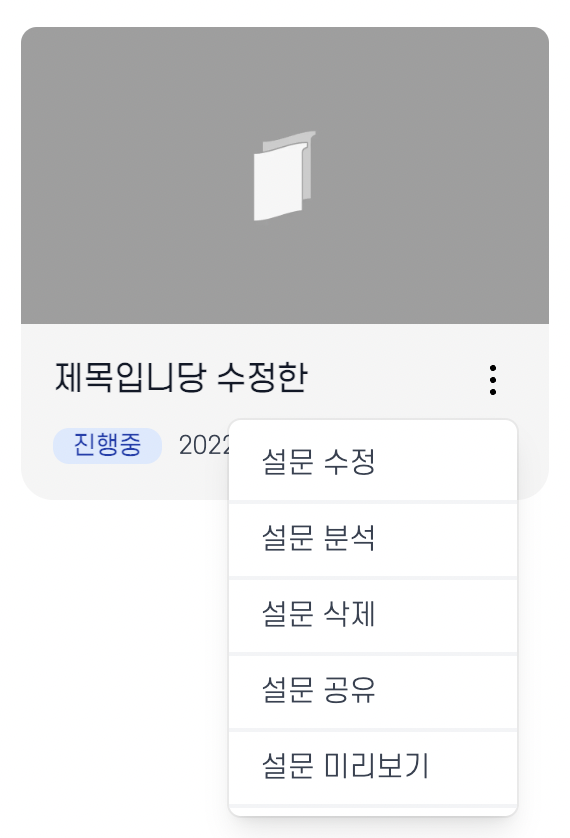 제목입니당 수정한
진행중 2022
설문 수정
설문 분석
설문 삭제
설문 공유
설문 미리보기